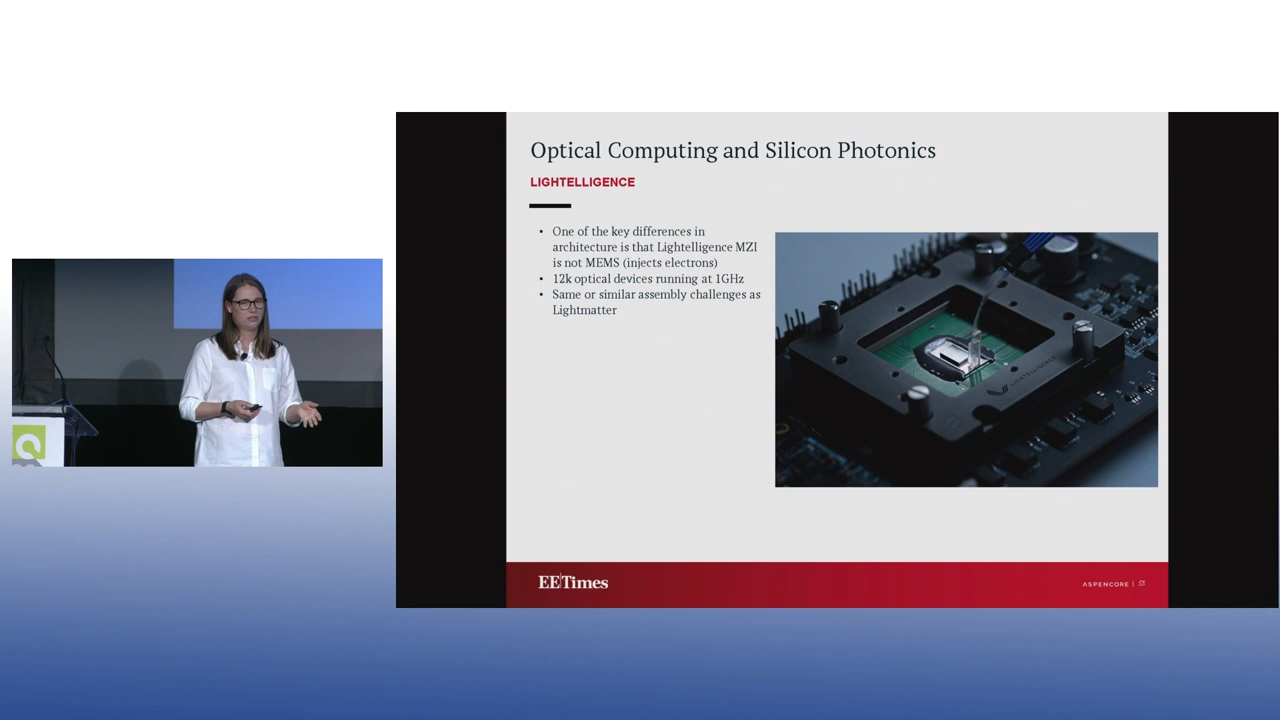 Optical Computing and Silicon Photonics
LIGHTELLIGENCE
• One of the key differences in
architecture is that Lightelligence MZI
is not MEMS (injects electrons)
• 12k optical devices running at 1GHz
• Same or similar assembly challenges as
Lightmatter
LIGHTELLIGENCE
EETimes
ASPENCORE |